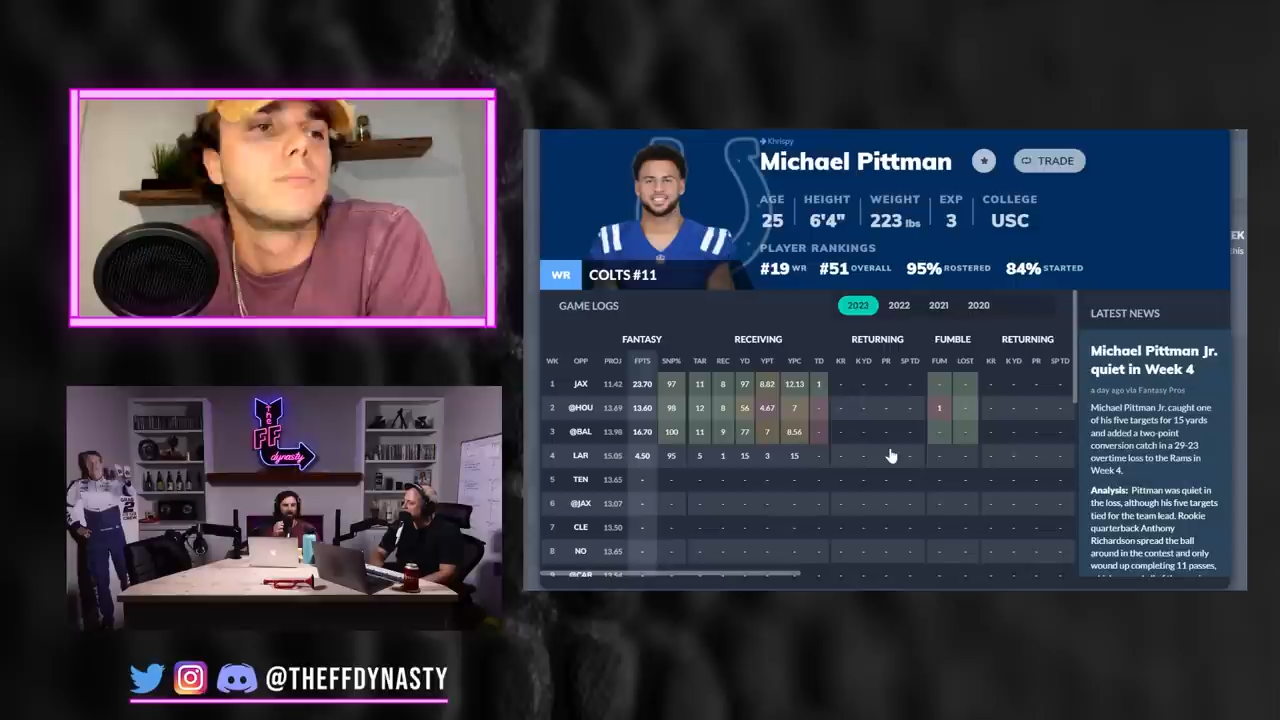 Khrispy
Michael Pittman
TRADE
AGE HEIGHT WEIGHT EXP COLLEGE
25 6'4" 223 lbs 3 USC
PLAYER RANKINGS
#19 WR #51 OVERALL 95% ROSTERED 84% STARTED
WR COLTS #11
EK
this
GAME LOGS 2023 2022 2021 2020
FANTASY RECEIVING RETURNING FUMBLE RETURNING
WK OPP PROJ FPTS SNP% TAR REC YD YPT YPC TD KR K YD PR SP TD FUM LOST KR K YD PR SP TD
1 JAX 11.42 23.70 97 11 8 97 8.82 12.13 1 - - - - - - - - - -
2 @HOU 13.69 13.60 98 12 8 56 4.67 7 - - - - - 1 - - - - -
3 @BAL 13.98 16.70 100 11 9 77 7 8.56 - - - - - - - - - - -
4 LAR 15.05 4.50 95 5 1 15 3 15 - - - - - - - - - - -
5 TEN 13.65 - - - - - - - - - - - - - - - - - -
6 @JAX 13.07 - - - - - - - - - - - - - - - - - -
7 CLE 13.50 - - - - - - - - - - - - - - - - - -
8 NO 13.65 - - - - - - - - - - - - - - - - - -
9 @CAR
LATEST NEWS
Michael Pittman Jr.
quiet in Week 4
a day ago via Fantasy Pros
Michael Pittman Jr. caught one
of his five targets for 15 yards
and added a two-point
conversion catch in a 29-23
overtime loss to the Rams in
Week 4.
Analysis: Pittman was quiet in
the loss, although his five targets
tied for the team lead. Rookie
quarterback Anthony
Richardson spread the ball
around in the contest and only
wound up completing 11 passes,
The
FF
dynasty
@THEFFDYNASTY